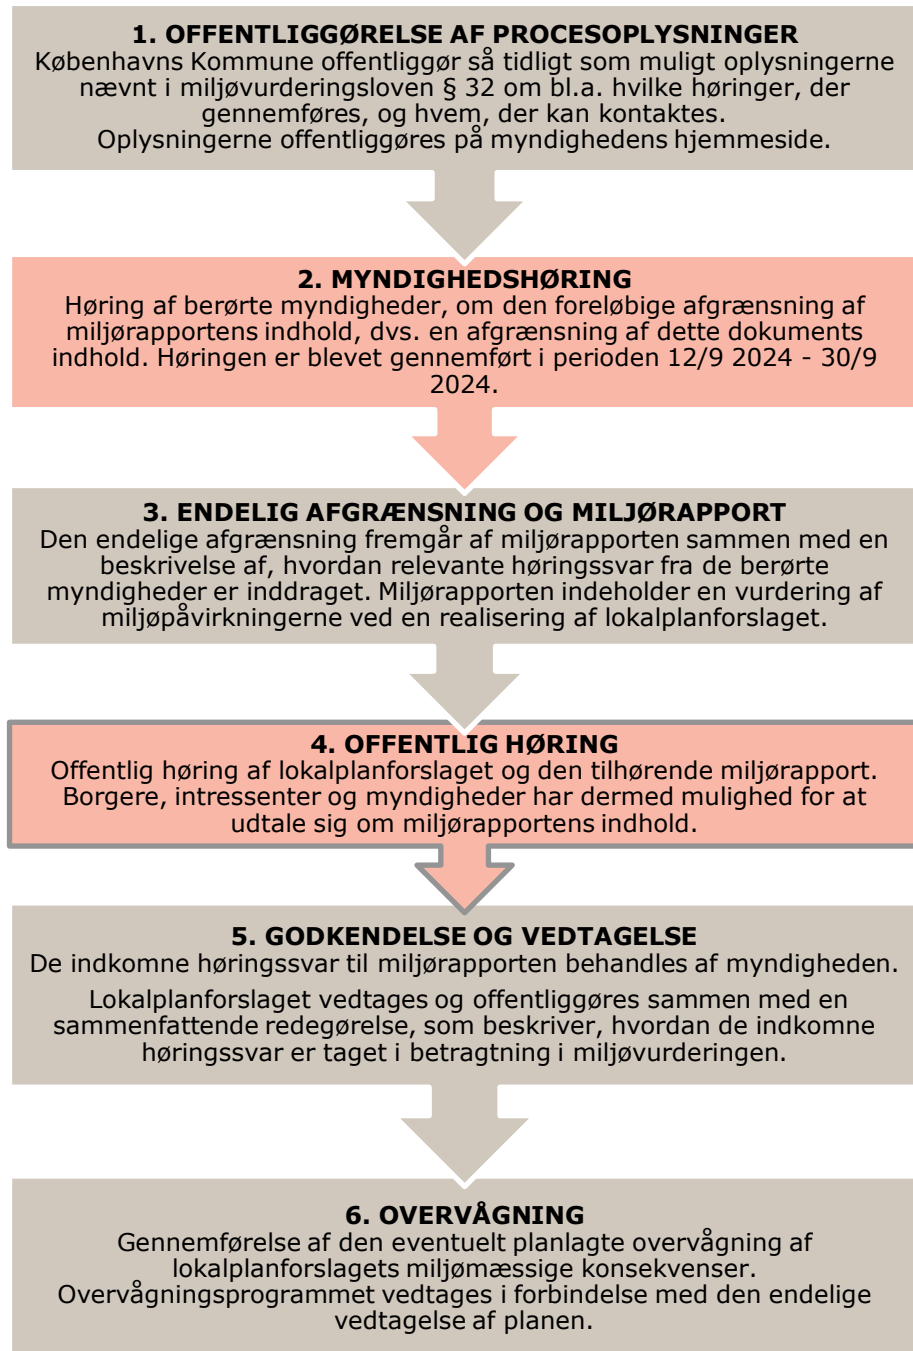 1. OFFENTLIGGØRELSE AF PROCESOPLYSNINGER
Københavns Kommune offentliggør så tidligt som muligt oplysningerne
nævnt i miljøvurderingsloven § 32 om bl.a. hvilke høringer, der
gennemføres, og hvem, der kan kontaktes.
Oplysningerne offentliggøres på myndighedens hjemmeside.
2. MYNDIGHEDSHØRING
Høring af berørte myndigheder, om den foreløbige afgrænsning af
miljørapportens indhold, dvs. en afgrænsning af dette dokuments
indhold. Høringen er blevet gennemført i perioden 12/9 2024 - 30/9
2024.
3. ENDELIG AFGRÆNSNING OG MILJØRAPPORT
Den endelige afgrænsning fremgår af miljørapporten sammen med en
beskrivelse af, hvordan relevante høringssvar fra de berørte
myndigheder er inddraget. Miljørapporten indeholder en vurdering af
miljøpåvirkningerne ved en realisering af lokalplanforslaget.
4. OFFENTLIG HØRING
Offentlig høring af lokalplanforslaget og den tilhørende miljørapport.
Borgere, intressenter og myndigheder har dermed mulighed for at
udtale sig om miljørapportens indhold.
5. GODKENDELSE OG VEDTAGELSE
De indkomne høringssvar til miljørapporten behandles af myndigheden.
Lokalplanforslaget vedtages og offentliggøres sammen med en
sammenfattende redegørelse, som beskriver, hvordan de indkomne
høringssvar er taget i betragtning i miljøvurderingen.
6. OVERVÅGNING
Gennemførelse af den eventuelt planlagte overvågning af
lokalplanforslagets miljømæssige konsekvenser.
Overvågningsprogrammet vedtages i forbindelse med den endelige
vedtagelse af planen.